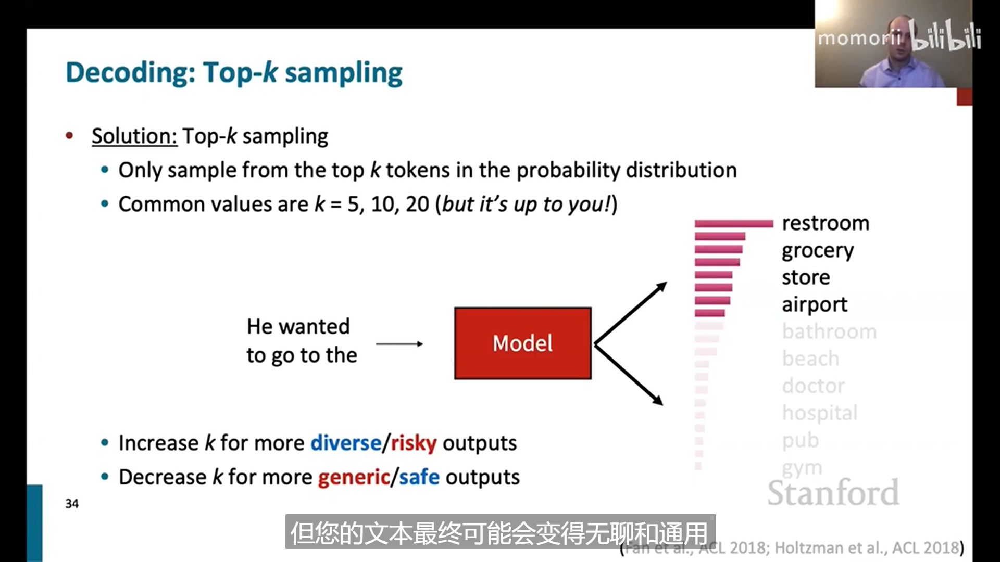 momorii bilibili
Decoding: Top-k sampling
• Solution: Top-k sampling
• Only sample from the top k tokens in the probability distribution
• Common values are k = 5, 10, 20 (but it's up to you!)
He wanted
to go to the
Model
restroom
grocery
store
airport
bathroom
beach
doctor
hospital
pub
gym
• Increase k for more diverse/risky outputs
• Decrease k for more generic/safe outputs
Stanford
34
但您的文本最终可能会变得无聊和通用
(Fan et al., ACL 2018; Holtzman et al., ACL 2018)